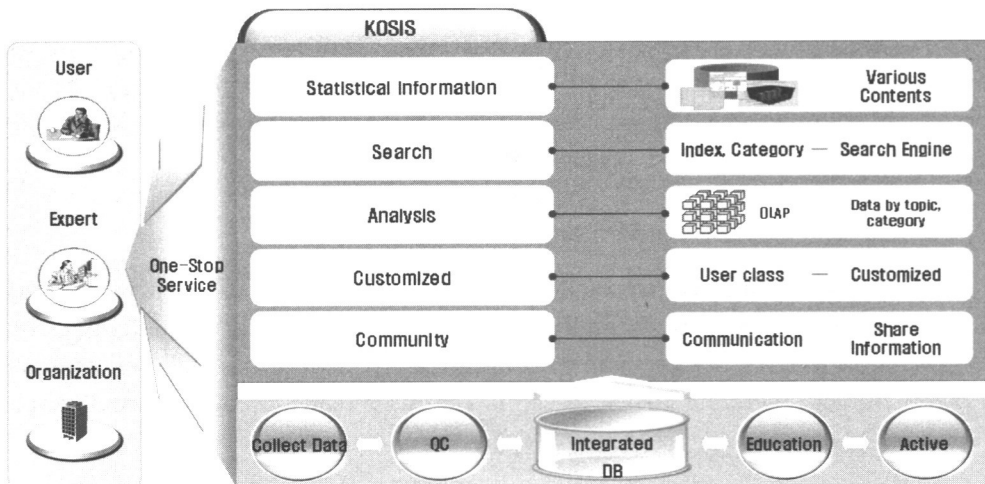 KOSIS
User
Expert
Organization
One-Stop
Service
Statistical Information
Various
Contents
Search
Index, Category — Search Engine
Analysis
OLAP
Data by topic,
category
Customized
User class — Customized
Community
Communication
Share
Information
Collect Data
QC
Integrated
DB
Education
Active